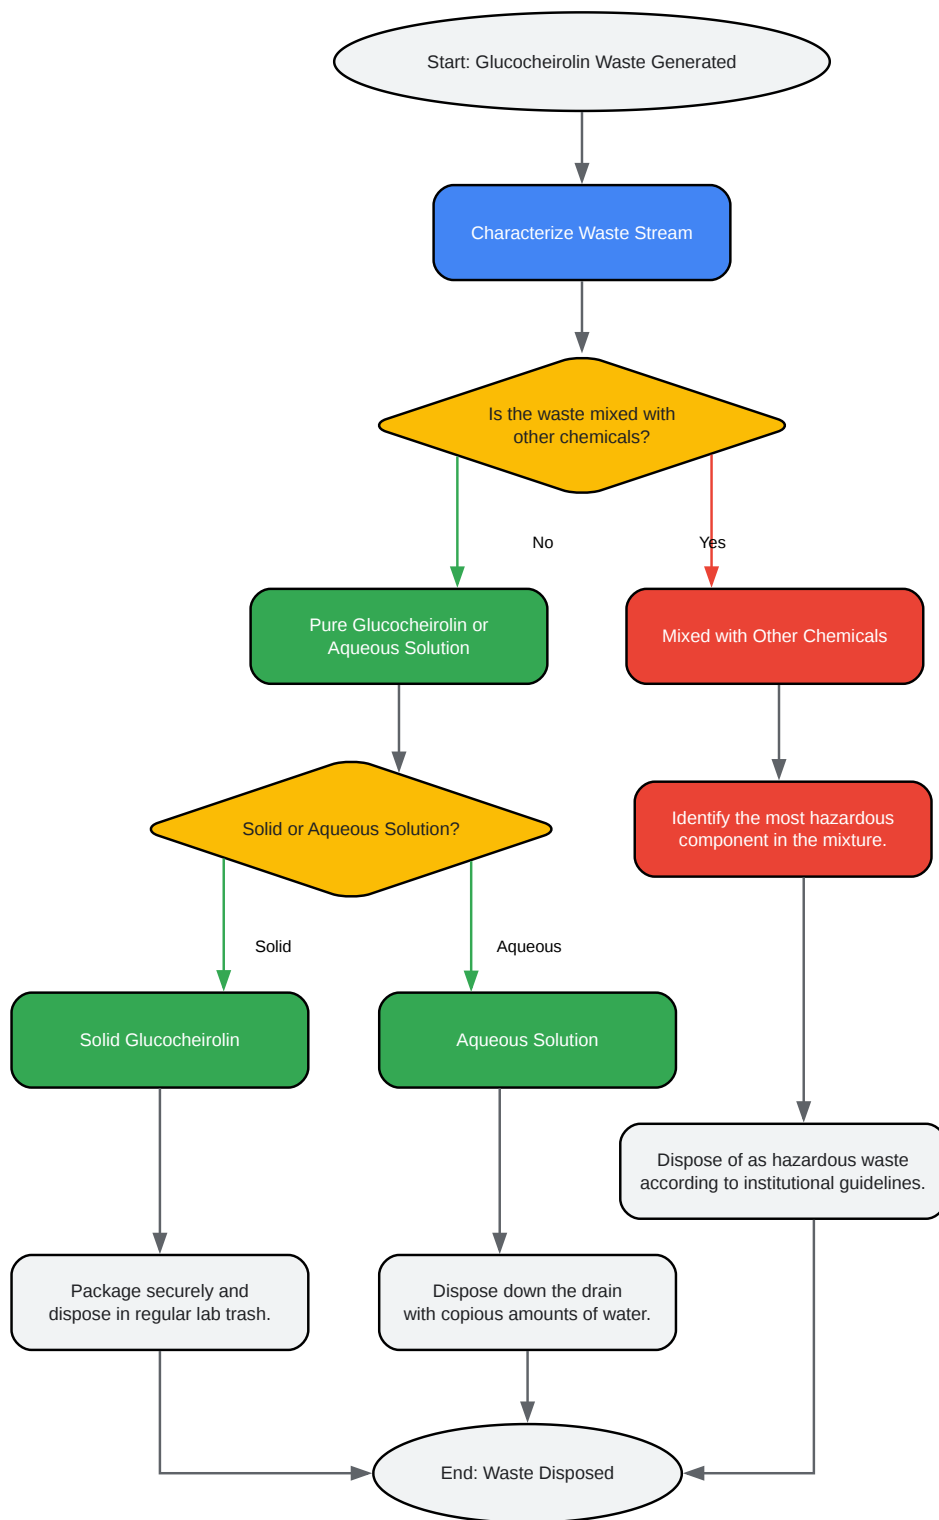 Start: Glucocheirolin Waste Generated
Characterize Waste Stream
Is the waste mixed with
other chemicals?
No
Yes
Pure Glucocheirolin or
Aqueous Solution
Mixed with Other Chemicals
Solid or Aqueous Solution?
Identify the most hazardous
component in the mixture.
Solid
Aqueous
Solid Glucocheirolin
Aqueous Solution
Dispose of as hazardous waste
according to institutional guidelines.
Package securely and
dispose in regular lab trash.
Dispose down the drain
with copious amounts of water.
End: Waste Disposed